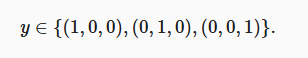 y ∈ {(1, 0, 0), (0, 1, 0), (0, 0, 1)}.